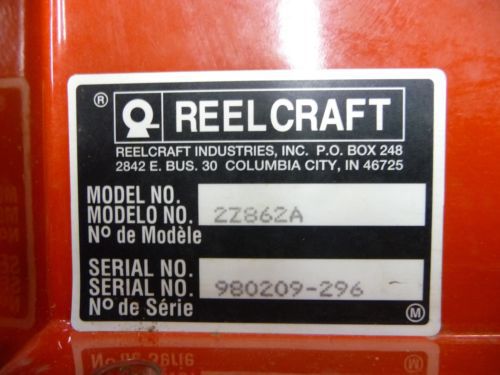 ® REELCRAFT
REELCRAFT INDUSTRIES, INC. P.O. BOX 248
2842 E. BUS. 30 COLUMBIA CITY, IN 46725
MODEL NO.
MODELO NO. 2Z862A
Nº de Modèle
SERIAL NO.
SERIAL NO. 980209-296
Nº de Série
M